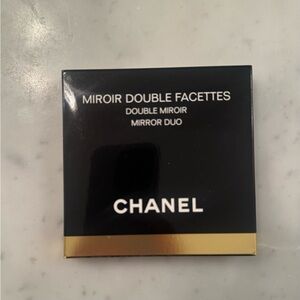 MIROIR DOUBLE FACETTES
DOUBLE MIROIR
MIRROR DUO
CHANEL